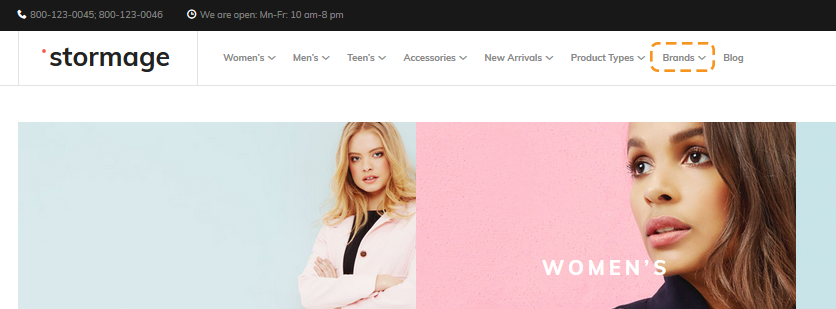 800-123-0045; 800-123-0046 We are open: Mn-Fr: 10 am-8 pm
stormage Women's Men's Teen's Accessories New Arrivals Product Types Brands Blog
WOMEN'S